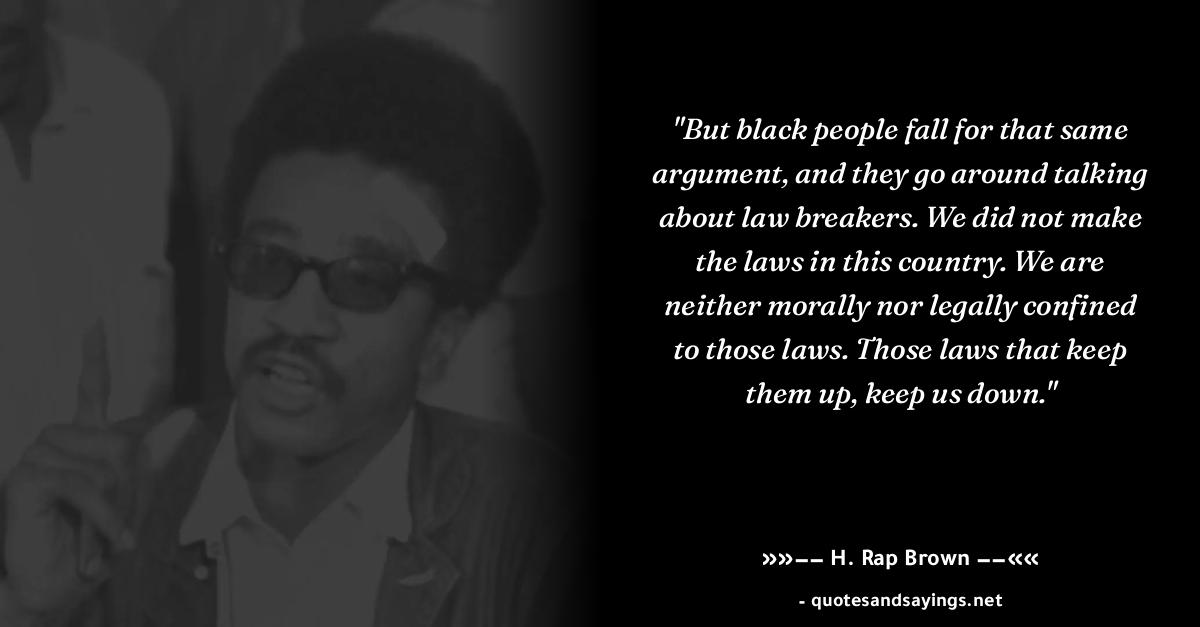 "But black people fall for that same
argument, and they go around talking
about law breakers. We did not make
the laws in this country. We are
neither morally nor legally confined
to those laws. Those laws that keep
them up, keep us down."
»»–– H. Rap Brown ––««
- quotesandsayings.net